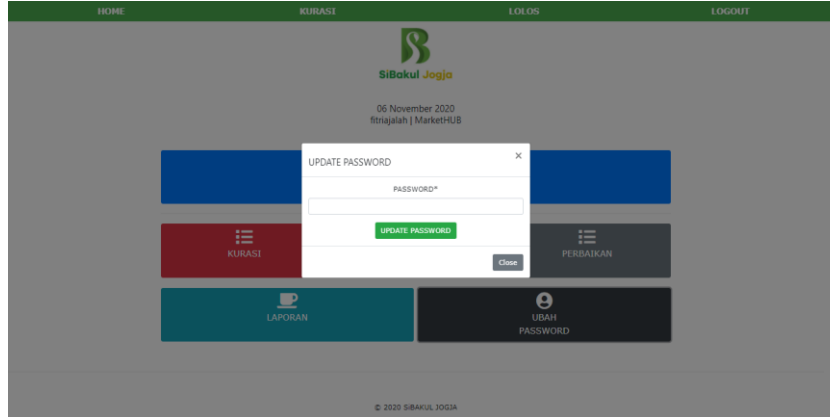 HOME KURASI LOLOS LOGOUT
SiBakul Jogja
06 November 2020
fitriajalah | MarketHUB
UPDATE PASSWORD ×
PASSWORD*
UPDATE PASSWORD
Close
KURASI
PERBAIKAN
LAPORAN
UBAH
PASSWORD
© 2020 SIBAKUL JOGJA